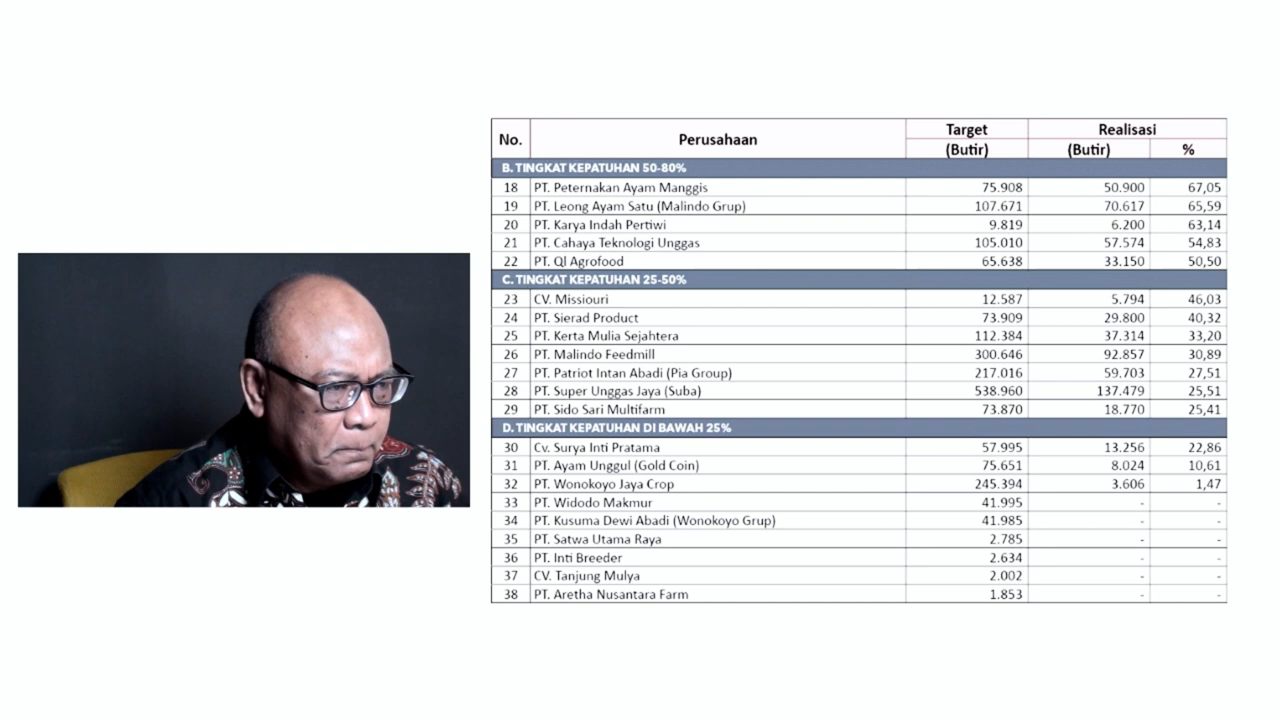 No. Perusahaan Target Realisasi
(Butir) (Butir) %
B. TINGKAT KEPATUHAN 50-80%
18 PT. Peternakan Ayam Manggis 75.908 50.900 67,05
19 PT. Leong Ayam Satu (Malindo Grup) 107.671 70.617 65,59
20 PT. Karya Indah Pertiwi 9.819 6.200 63,14
21 PT. Cahaya Teknologi Unggas 105.010 57.574 54,83
22 PT. QI Agrofood 65.638 33.150 50,50
C. TINGKAT KEPATUHAN 25-50%
23 CV. Missiouri 12.587 5.794 46,03
24 PT. Sierad Product 73.909 29.800 40,32
25 PT. Kerta Mulia Sejahtera 112.384 37.314 33,20
26 PT. Malindo Feedmill 300.646 92.857 30,89
27 PT. Patriot Intan Abadi (Pia Group) 217.016 59.703 27,51
28 PT. Super Unggas Jaya (Suba) 538.960 137.479 25,51
29 PT. Sido Sari Multifarm 73.870 18.770 25,41
D. TINGKAT KEPATUHAN DI BAWAH 25%
30 Cv. Surya Inti Pratama 57.995 13.256 22,86
31 PT. Ayam Unggul (Gold Coin) 75.651 8.024 10,61
32 PT. Wonokoyo Jaya Crop 245.394 3.606 1,47
33 PT. Widodo Makmur 41.995 - -
34 PT. Kusuma Dewi Abadi (Wonokoyo Grup) 41.985 - -
35 PT. Satwa Utama Raya 2.785 - -
36 PT. Inti Breeder 2.634 - -
37 CV. Tanjung Mulya 2.002 - -
38 PT. Aretha Nusantara Farm 1.853 - -